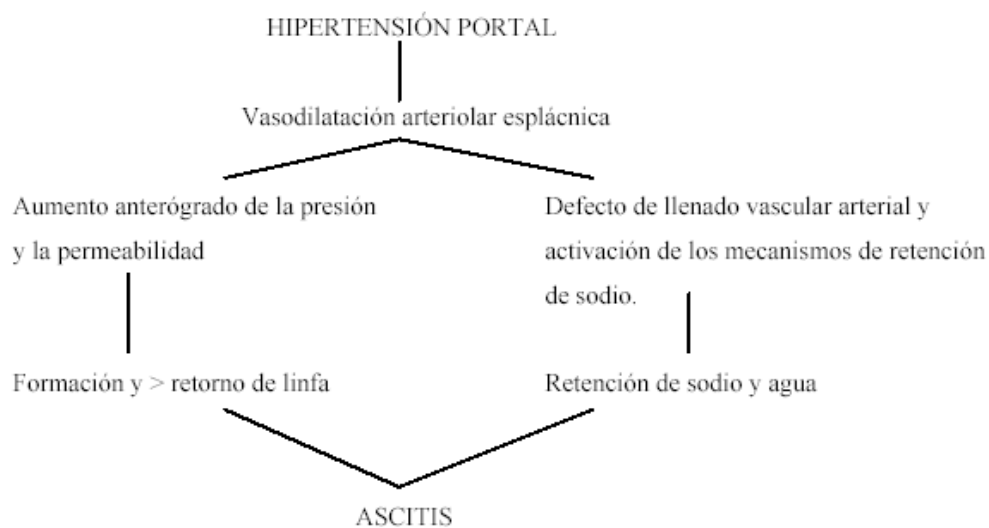 HIPERTENSIÓN PORTAL
Vasodilatación arteriolar esplácnica
Aumento anterógrado de la presión
y la permeabilidad
Defecto de llenado vascular arterial y
activación de los mecanismos de retención
de sodio.
Formación y > retorno de linfa
Retención de sodio y agua
ASCITIS